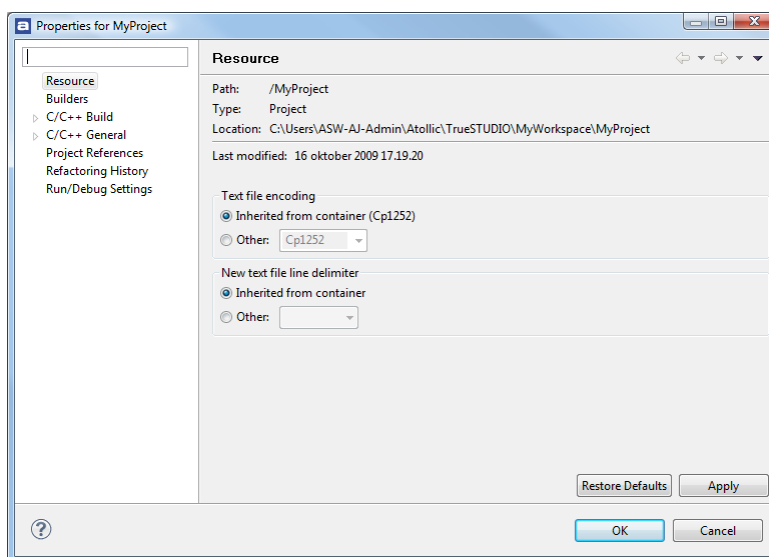 a Properties for MyProject
Resource
Builders
C/C++ Build
C/C++ General
Project References
Refactoring History
Run/Debug Settings
Resource
Path: /MyProject
Type: Project
Location: C:\Users\ASW-AJ-Admin\Atollic\TrueSTUDIO\MyWorkspace\MyProject
Last modified: 16 oktober 2009 17.19.20
Text file encoding
Inherited from container (Cp1252)
Other: Cp1252
New text file line delimiter
Inherited from container
Other:
Restore Defaults Apply
? OK Cancel